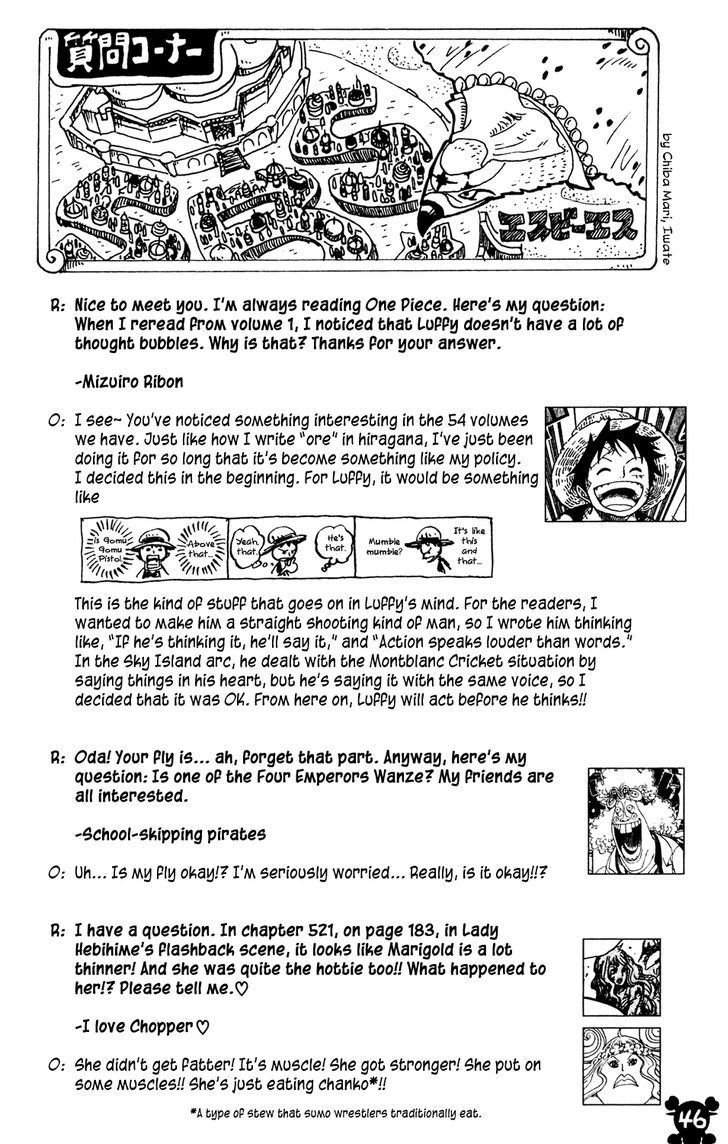 質問コーナー
エスビーエス
by Chiba Mari, Iwate
R: Nice to meet you. I'm always reading One Piece. Here's my question:
When I reread from volume 1, I noticed that Luffy doesn't have a lot of
thought bubbles. Why is that? Thanks for your answer.
-Mizuiro Ribon
O: I see~ You've noticed something interesting in the 54 volumes
we have. Just like how I write "ore" in hiragana, I've just been
doing it for so long that it's become something like my policy.
I decided this in the beginning. For Luffy, it would be something
like
is gomu
gomu
Pistol
Above
that...
Yeah,
that.
He's
that.
Mumble
mumble?
It's like
this
and
that...
This is the kind of stuff that goes on in Luffy's mind. For the readers, I
wanted to make him a straight shooting kind of man, so I wrote him thinking
like, "If he's thinking it, he'll say it," and "Action speaks louder than words."
In the Sky Island arc, he dealt with the Montblanc Cricket situation by
saying things in his heart, but he's saying it with the same voice, so I
decided that it was OK. From here on, Luffy will act before he thinks!!
R: Oda! Your fly is... ah, forget that part. Anyway, here's my
question: Is one of the Four Emperors Wanze? My friends are
all interested.
-School-skipping pirates
O: Uh... Is my fly okay!? I'm seriously worried... Really, is it okay!!?
R: I have a question. In chapter 521, on page 183, in Lady
Hebihime's flashback scene, it looks like Marigold is a lot
thinner! And she was quite the hottie too!! What happened to
her!? Please tell me.♡
-I love Chopper♡
O: She didn't get fatter! It's muscle! She got stronger! She put on
some muscles!! She's just eating chanko*!!
*A type of stew that sumo wrestlers traditionally eat.
46